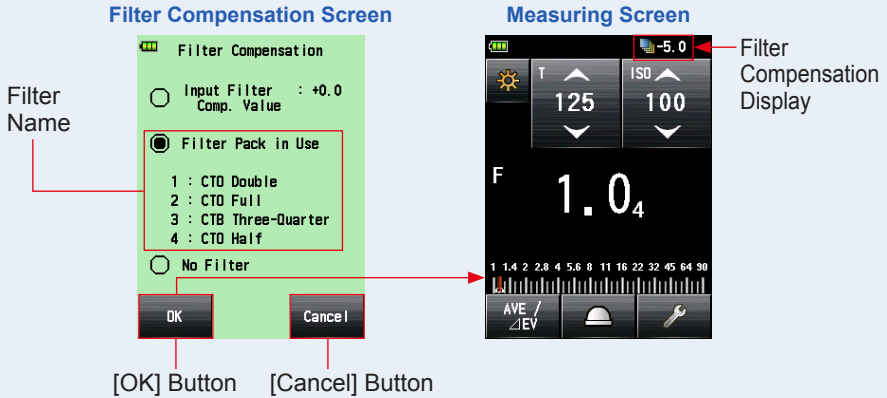 Filter Compensation Screen
Filter Compensation
Input Filter : +0.0
Comp. Value
Filter Pack in Use
1 : CTO Double
2 : CTO Full
3 : CTB Three-Quarter
4 : CTO Half
No Filter
OK
Cancel
Filter
Name
[OK] Button
[Cancel] Button
Measuring Screen
-5.0
T
125
ISO
100
F
1.04
1 1.4 2 2.8 4 5.6 8 11 16 22 32 45 64 90
AVE /
⊿EV
Filter
Compensation
Display